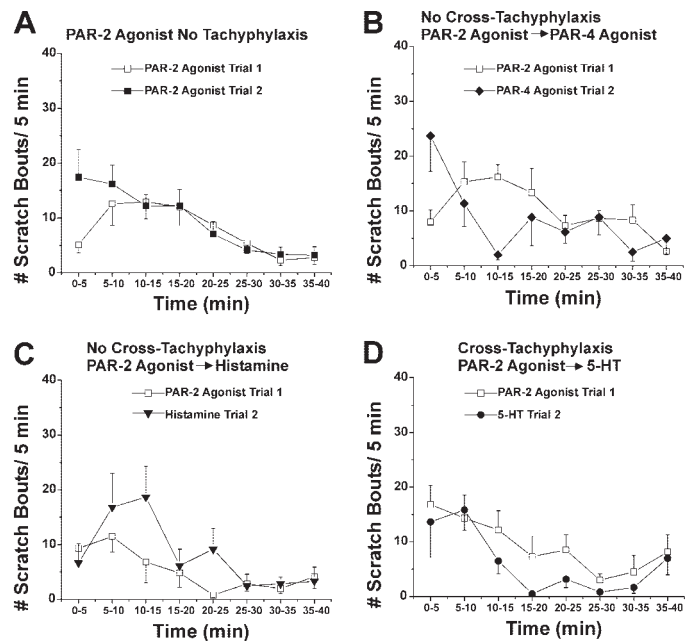 A
PAR-2 Agonist No Tachyphylaxis
# Scratch Bouts/ 5 min
40
30
20
10
0
PAR-2 Agonist Trial 1
PAR-2 Agonist Trial 2
0-5 5-10 10-15 15-20 20-25 25-30 30-35 35-40
Time (min)
B
No Cross-Tachyphylaxis
PAR-2 Agonist → PAR-4 Agonist
# Scratch Bouts/ 5 min
40
30
20
10
0
PAR-2 Agonist Trial 1
PAR-4 Agonist Trial 2
0-5 5-10 10-15 15-20 20-25 25-30 30-35 35-40
Time (min)
C
No Cross-Tachyphylaxis
PAR-2 Agonist → Histamine
# Scratch Bouts/ 5 min
40
30
20
10
0
PAR-2 Agonist Trial 1
Histamine Trial 2
0-5 5-10 10-15 15-20 20-25 25-30 30-35 35-40
Time (min)
D
Cross-Tachyphylaxis
PAR-2 Agonist → 5-HT
# Scratch Bouts/ 5 min
40
30
20
10
0
PAR-2 Agonist Trial 1
5-HT Trial 2
0-5 5-10 10-15 15-20 20-25 25-30 30-35 35-40
Time (min)